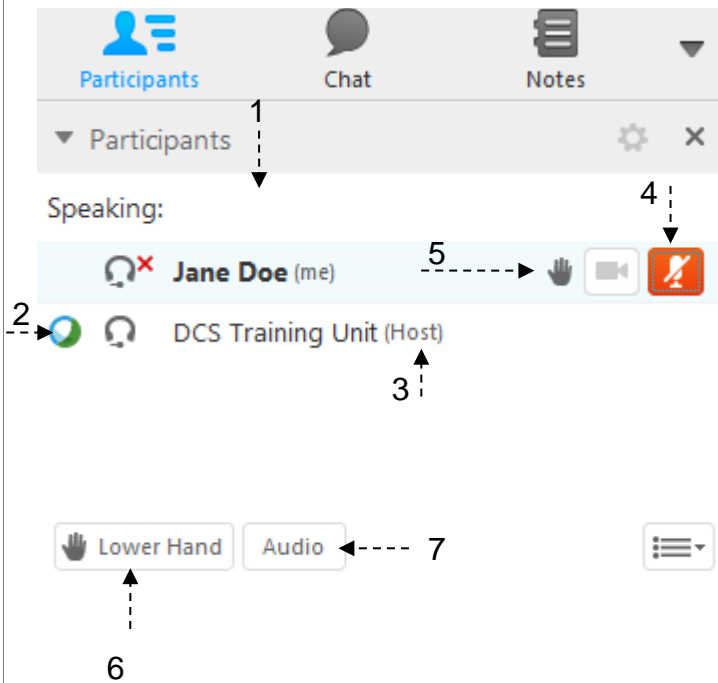 Participants Chat Notes
1
Participants
4
Speaking:
5
Jane Doe (me)
2
DCS Training Unit (Host)
3
Lower Hand Audio 7
6